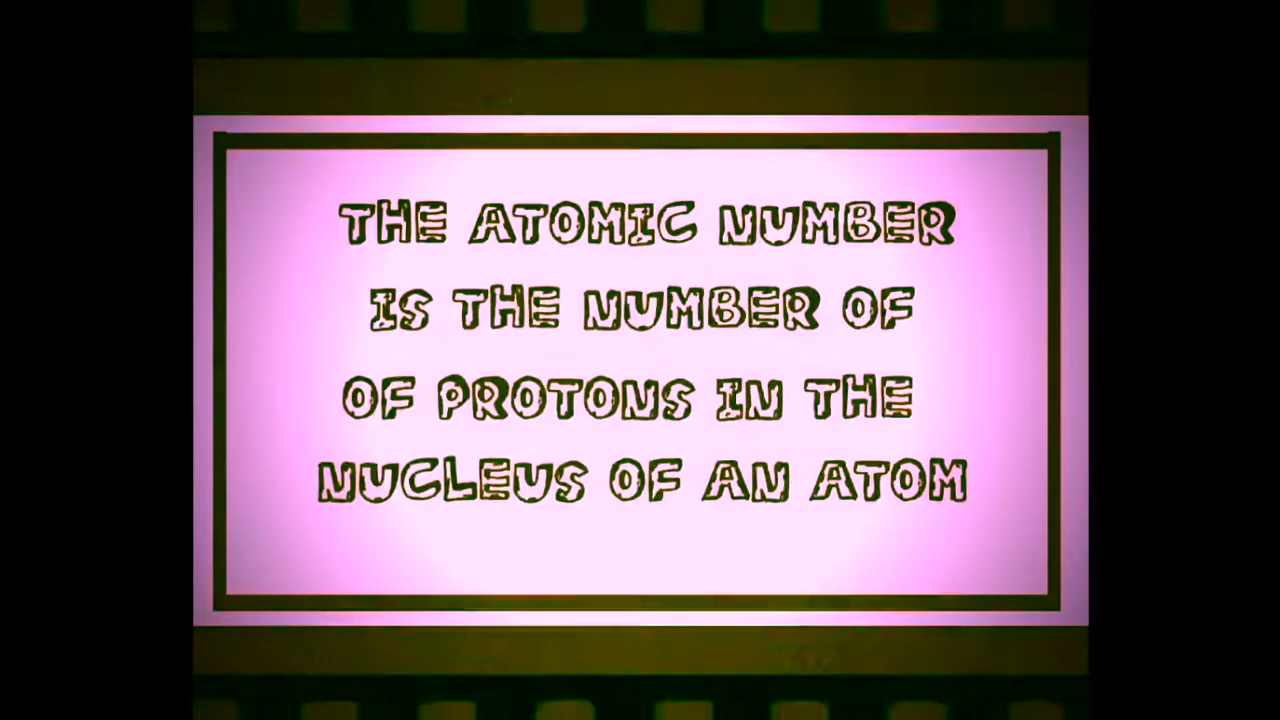 THE ATOMIC NUMBER
IS THE NUMBER OF
OF PROTONS IN THE
NUCLEUS OF AN ATOM